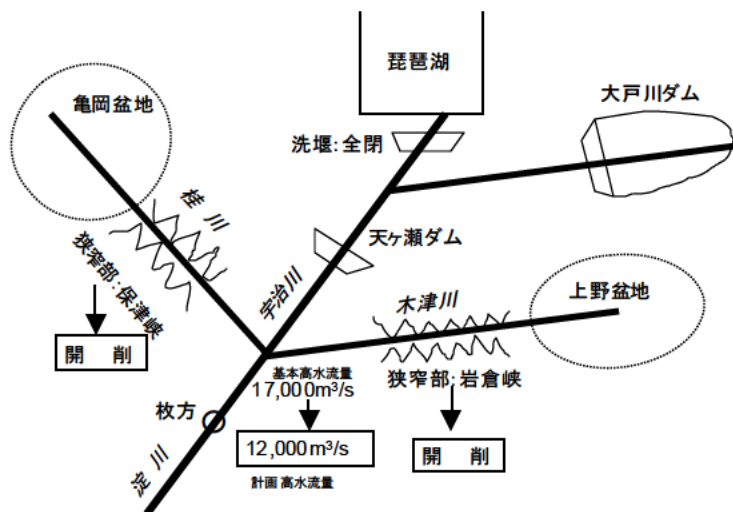 琵琶湖
亀岡盆地
大戸川ダム
洗堰:全閉
桂川
天ヶ瀬ダム
狭窄部:保津峡
宇治川
木津川
上野盆地
開 削
基本高水流量
17,000m³/s
狭窄部:岩倉峡
枚方
12,000m³/s
開 削
淀川
計画高水流量